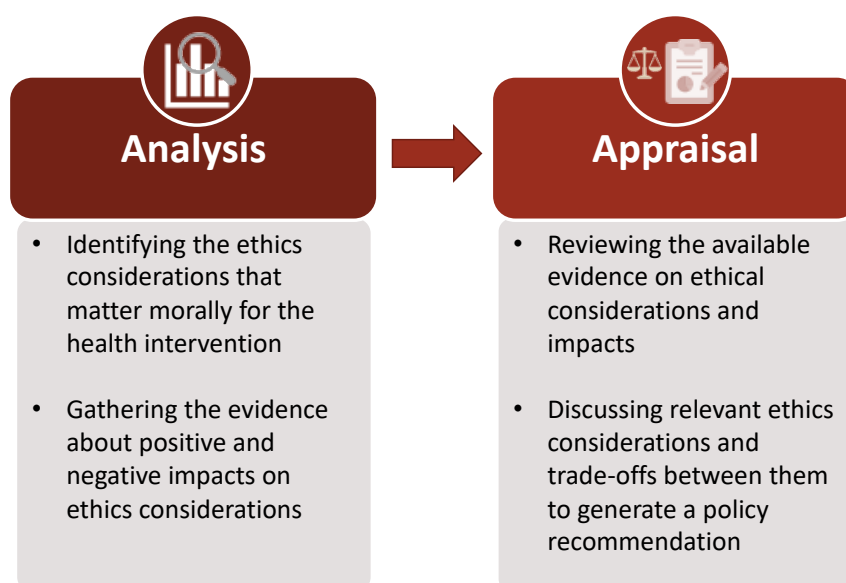 Analysis
• Identifying the ethics
considerations that
matter morally for the
health intervention
• Gathering the evidence
about positive and
negative impacts on
ethics considerations
Appraisal
• Reviewing the available
evidence on ethical
considerations and
impacts
• Discussing relevant ethics
considerations and
trade-offs between them
to generate a policy
recommendation